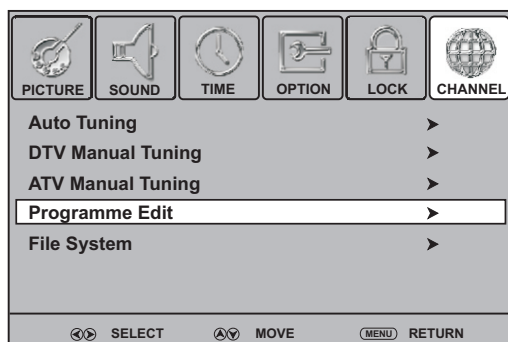 PICTURE SOUND TIME OPTION LOCK CHANNEL
Auto Tuning
DTV Manual Tuning
ATV Manual Tuning
Programme Edit
File System
SELECT MOVE MENU RETURN